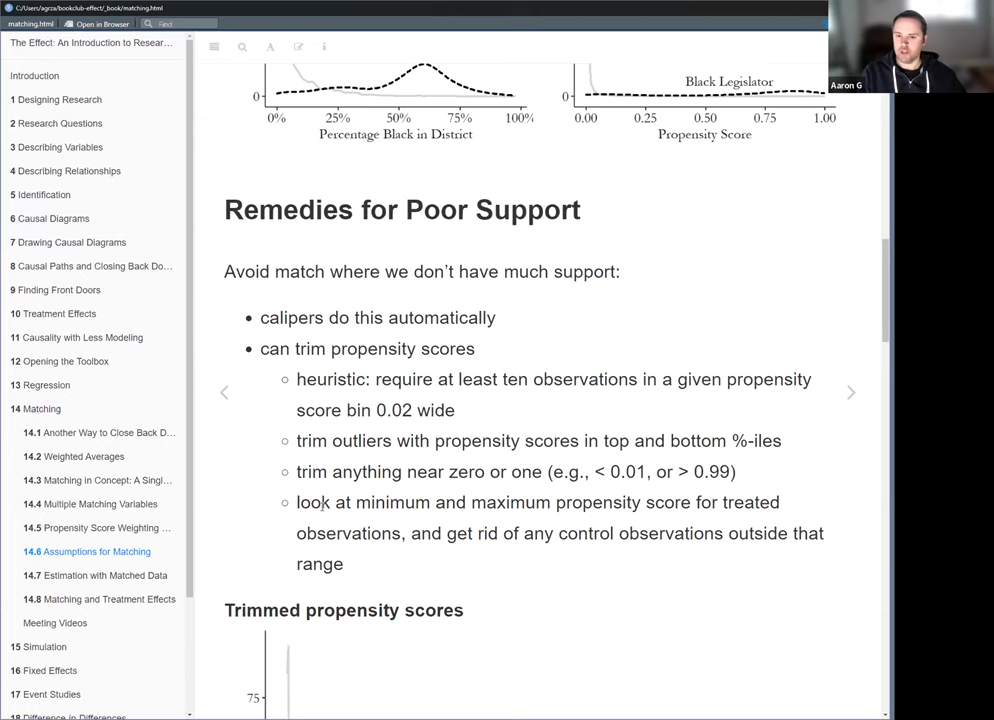 C:/Users/agrza/bookclub-effect/_book/matching.html
matching.html
Open in Browser
Find
The Effect: An Introduction to Resear…
Introduction
1 Designing Research
2 Research Questions
3 Describing Variables
4 Describing Relationships
5 Identification
6 Causal Diagrams
7 Drawing Causal Diagrams
8 Causal Paths and Closing Back Do…
9 Finding Front Doors
10 Treatment Effects
11 Causality with Less Modeling
12 Opening the Toolbox
13 Regression
14 Matching
14.1 Another Way to Close Back D…
14.2 Weighted Averages
14.3 Matching in Concept: A Singl…
14.4 Multiple Matching Variables
14.5 Propensity Score Weighting …
14.6 Assumptions for Matching
14.7 Estimation with Matched Data
14.8 Matching and Treatment Effects
Meeting Videos
15 Simulation
16 Fixed Effects
17 Event Studies
18 Difference in Differences
A
i
0
0% 25% 50% 75% 100%
Percentage Black in District
Black Legislator
0
0.00 0.25 0.50 0.75 1.00
Propensity Score
Remedies for Poor Support
Avoid match where we don't have much support:
• calipers do this automatically
• can trim propensity scores
○ heuristic: require at least ten observations in a given propensity
score bin 0.02 wide
○ trim outliers with propensity scores in top and bottom %-iles
○ trim anything near zero or one (e.g., < 0.01, or > 0.99)
○ look at minimum and maximum propensity score for treated
observations, and get rid of any control observations outside that
range
Trimmed propensity scores
75
Aaron G